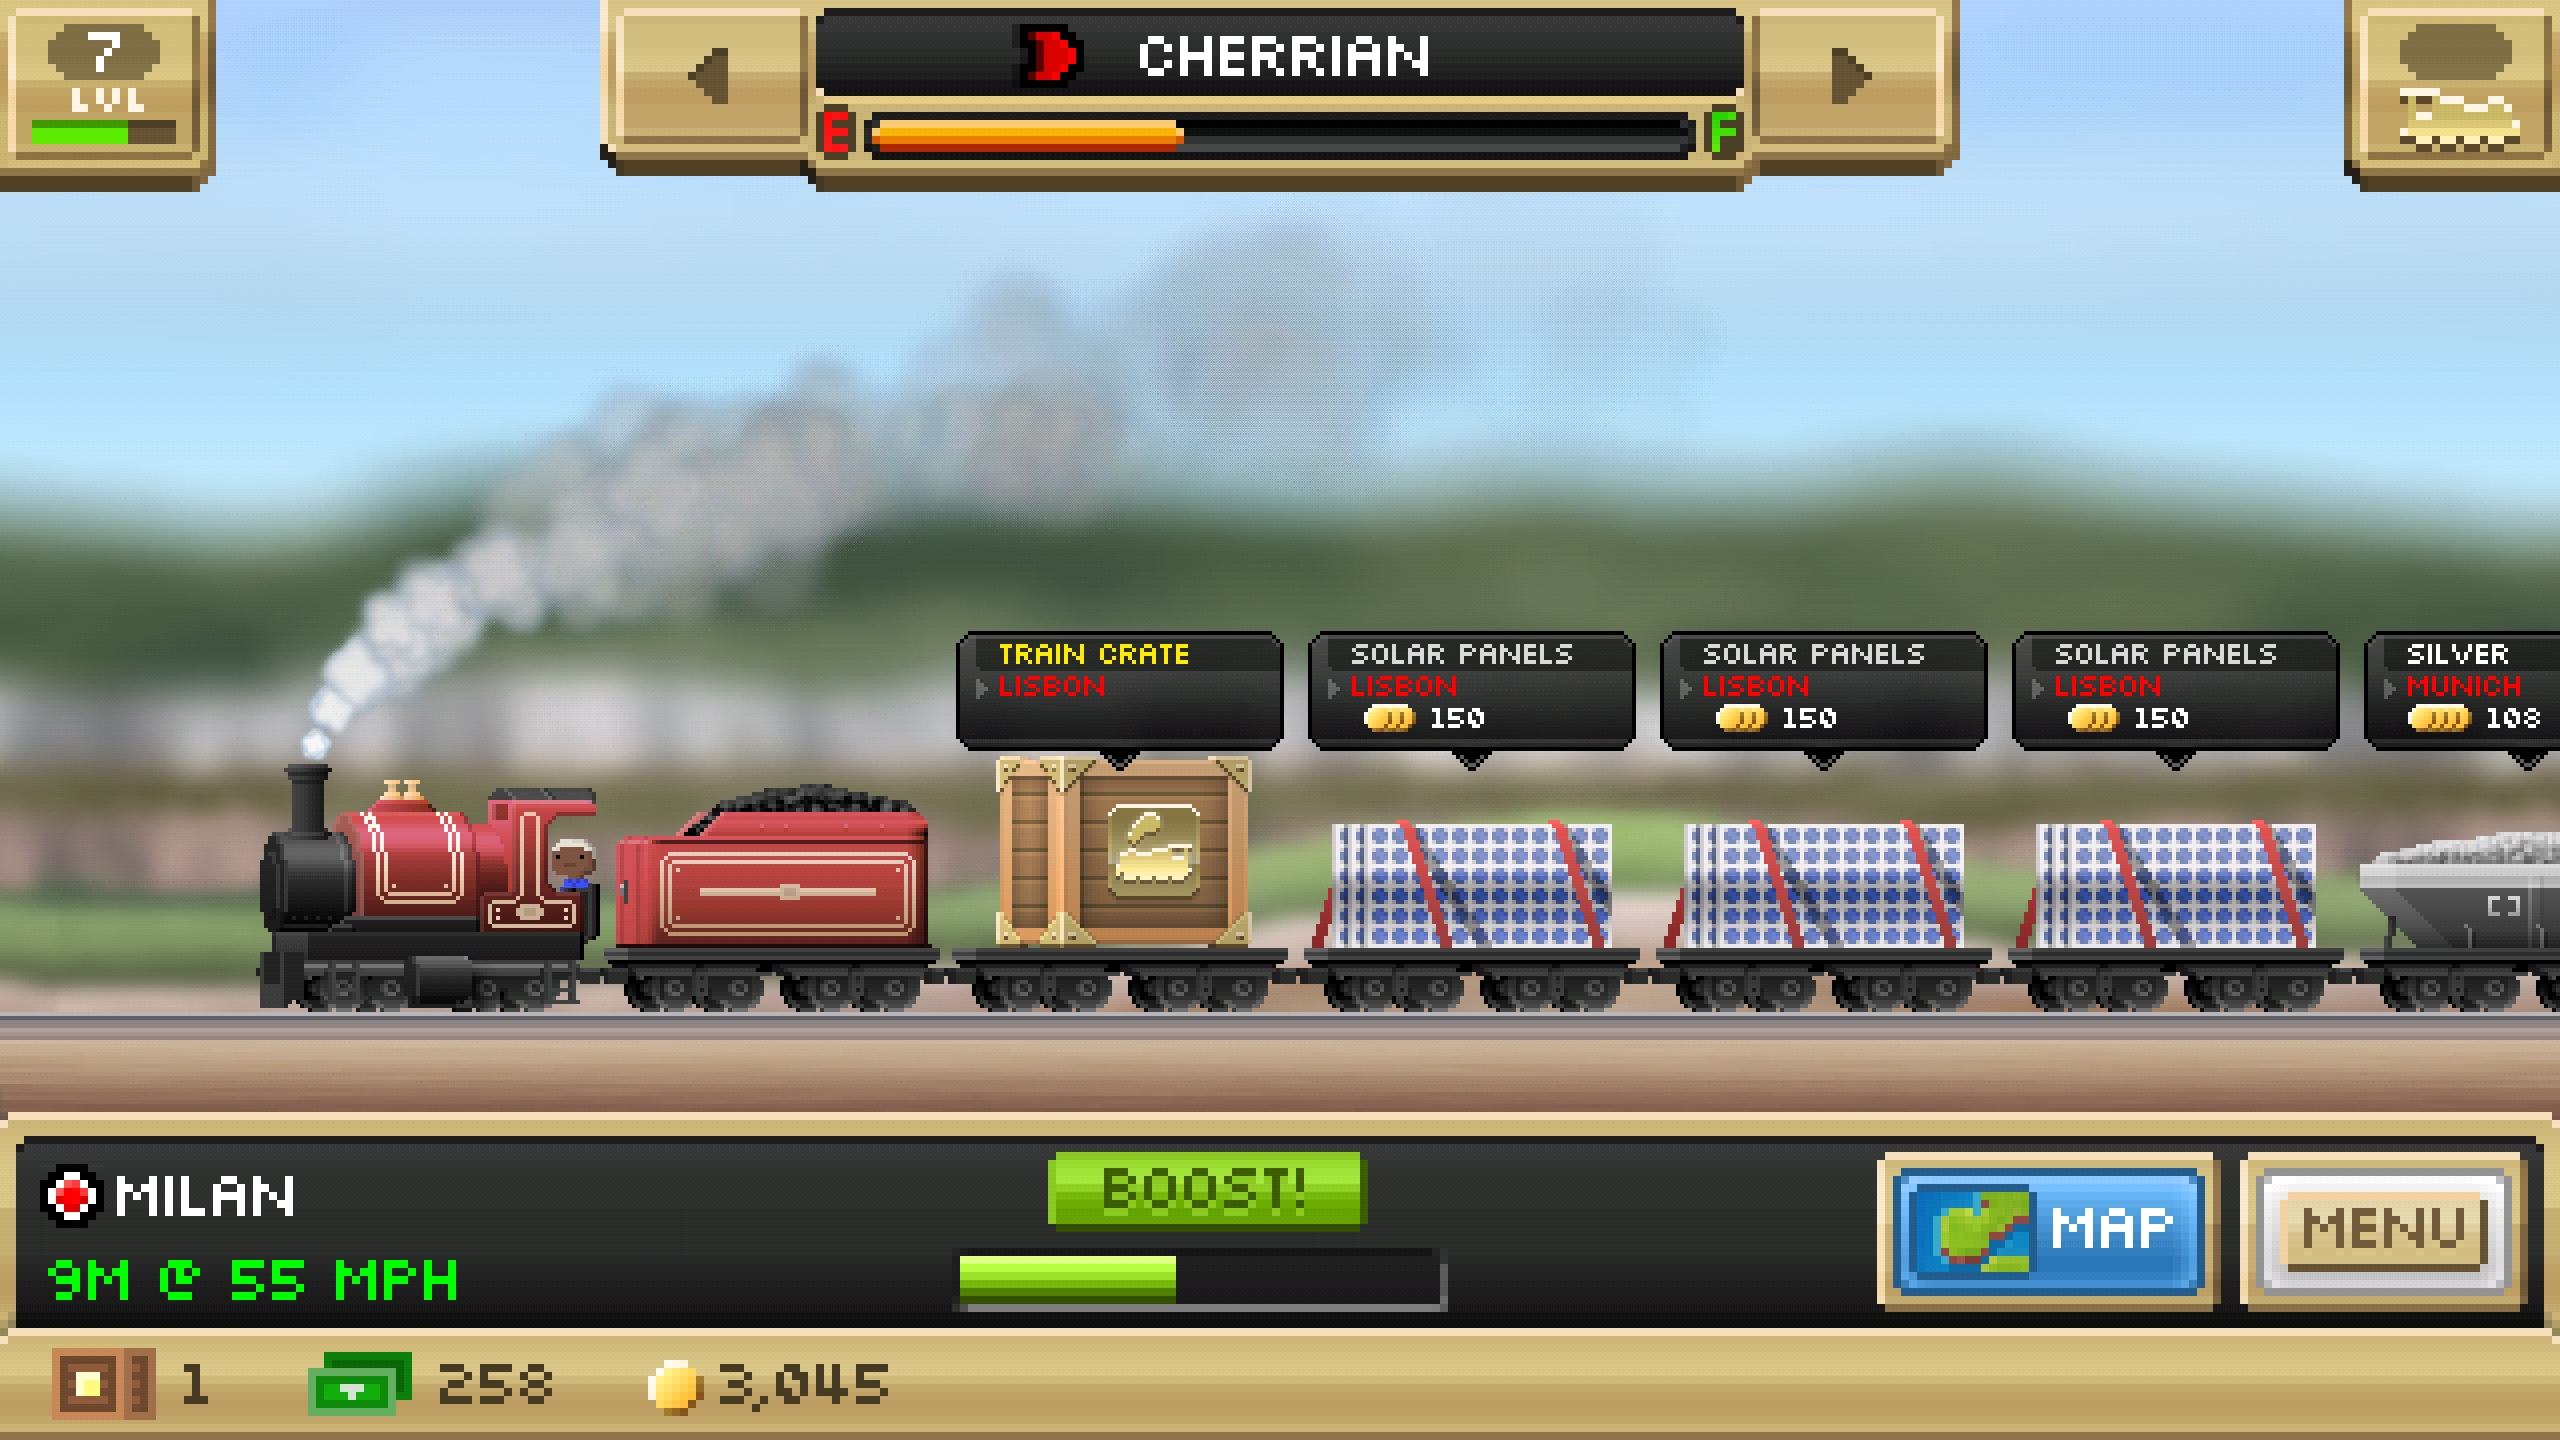 7
LVL
CHERRIAN
E F
TRAIN CRATE
LISBON
SOLAR PANELS
LISBON
150
SOLAR PANELS
LISBON
150
SOLAR PANELS
LISBON
150
SILVER
MUNICH
108
MILAN
9M @ 55 MPH
BOOST!
MAP
MENU
1 258 3,045